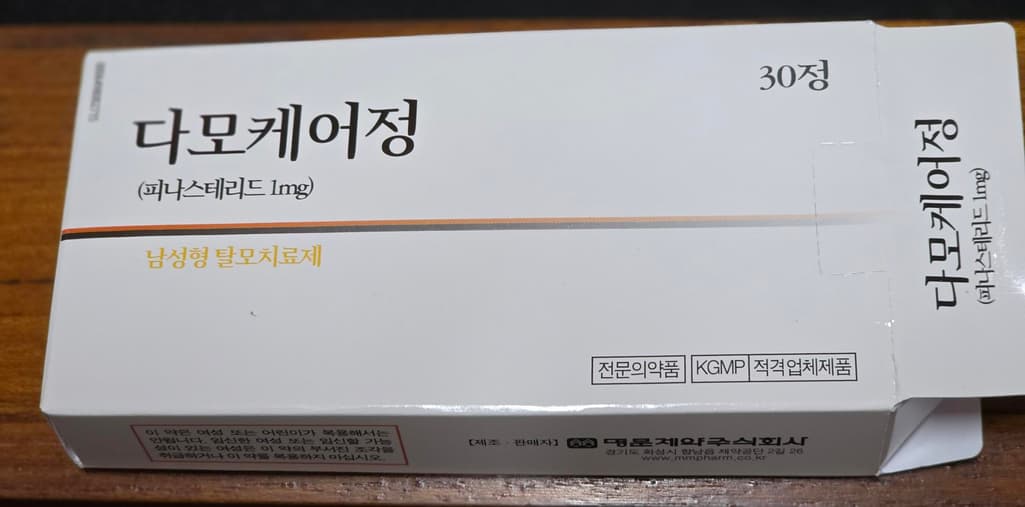 다모케어정
(피나스테리드 1mg)
30정
남성형 탈모치료제
전문의약품
KGMP 적격업체제품
다모케어정
(피나스테리드 1mg)
이 약은 여성 또는 어린이가 복용해서는
안됩니다. 임신한 여성 또는 임신할 가능
성이 있는 여성은 이 약의 부서진 조각을
취급하거나 이 약을 복용하지 마십시오.
[제조·판매자] 명문제약주식회사
경기도 화성시 향남읍 제약공단 2길 26
www.mmpharm.co.kr